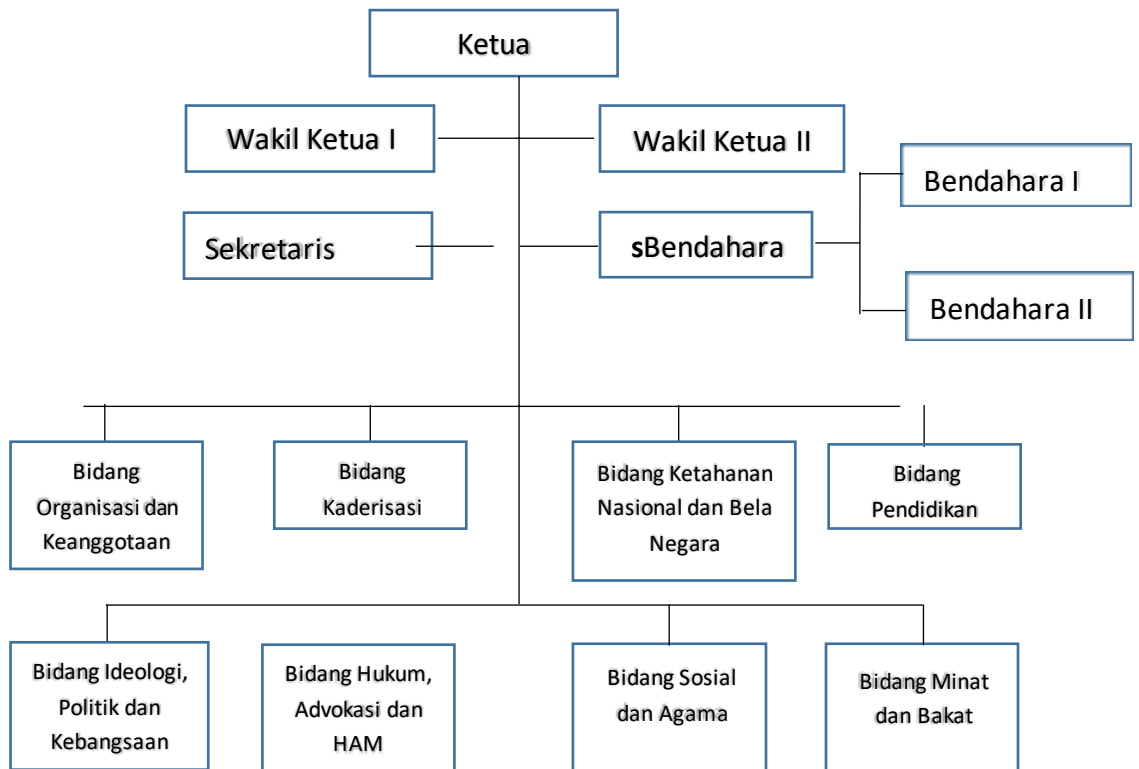 Ketua
Wakil Ketua I
Wakil Ketua II
Bendahara I
Sekretaris
sBendahara
Bendahara II
Bidang
Organisasi dan
Keanggotaan
Bidang
Kaderisasi
Bidang Ketahanan
Nasional dan Bela
Negara
Bidang
Pendidikan
Bidang Ideologi,
Politik dan
Kebangsaan
Bidang Hukum,
Advokasi dan
HAM
Bidang Sosial
dan Agama
Bidang Minat
dan Bakat